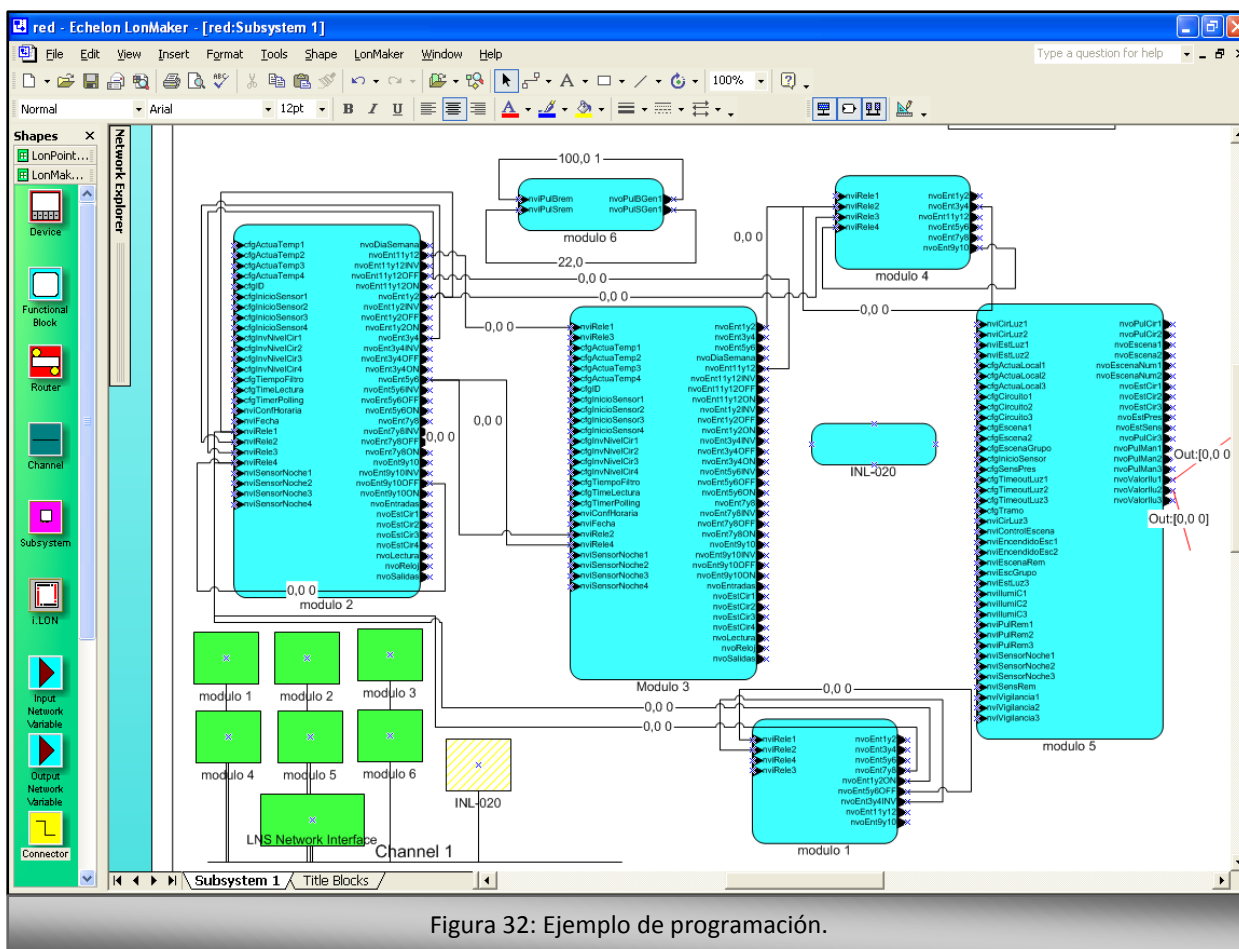 red - Echelon LonMaker - [red:Subsystem 1]
File Edit View Insert Format Tools Shape LonMaker Window Help
Type a question for help
100%
Normal
Arial
12pt
B I U
Shapes
LonPoint...
LonMak...
Device
Functional
Block
Router
Channel
Subsystem
i.LON
Input
Network
Variable
Output
Network
Variable
Connector
Network Explorer
cfgActuaTemp1
cfgActuaTemp2
cfgActuaTemp3
cfgActuaTemp4
cfgID
cfgInicioSensor1
cfgInicioSensor2
cfgInicioSensor3
cfgInicioSensor4
cfgInvNivelCir1
cfgInvNivelCir2
cfgInvNivelCir3
cfgInvNivelCir4
cfgTiempoFiltro
cfgTimeLectura
cfgTimerPolling
nviConfHoraria
nviFecha
nviRele1
nviRele2
nviRele3
nviRele4
nviSensorNoche1
nviSensorNoche2
nviSensorNoche3
nviSensorNoche4
nvoDiaSemana
nvoEnt11y12
nvoEnt11y12INV
nvoEnt11y12OFF
nvoEnt11y12ON
nvoEnt1y2
nvoEnt1y2INV
nvoEnt1y2OFF
nvoEnt1y2ON
nvoEnt3y4
nvoEnt3y4INV
nvoEnt3y4OFF
nvoEnt3y4ON
nvoEnt5y6
nvoEnt5y6INV
nvoEnt5y6OFF
nvoEnt5y6ON
nvoEnt7y8
nvoEnt7y8INV
nvoEnt7y8OFF
nvoEnt7y8ON
nvoEnt9y10
nvoEnt9y10INV
nvoEnt9y10OFF
nvoEnt9y10ON
nvoEntradas
nvoEstCir1
nvoEstCir2
nvoEstCir3
nvoEstCir4
nvoLectura
nvoReloj
nvoSalidas
0,0 0
modulo 2
100,0 1
nviPulBrem
nviPulSrem
nvoPulBGen1
nvoPulSGen1
modulo 6
22,0
0,0 0
0,0 0
0,0 0
0,0 0
0,0 0
0,0 0
0,0 0
nviRele1
nviRele2
nviRele3
nviRele4
nvoEnt1y2
nvoEnt3y4
nvoEnt11y12
nvoEnt5y6
nvoEnt7y8
nvoEnt9y10
modulo 4
nviRele1
nviRele3
cfgActuaTemp1
cfgActuaTemp2
cfgActuaTemp3
cfgActuaTemp4
cfgID
cfgInicioSensor1
cfgInicioSensor2
cfgInicioSensor3
cfgInicioSensor4
cfgInvNivelCir1
cfgInvNivelCir2
cfgInvNivelCir3
cfgInvNivelCir4
cfgTiempoFiltro
cfgTimeLectura
cfgTimerPolling
nviConfHoraria
nviFecha
nviRele2
nviRele4
nviSensorNoche1
nviSensorNoche2
nviSensorNoche3
nviSensorNoche4
nvoEnt1y2
nvoEnt3y4
nvoEnt5y6
nvoDiaSemana
nvoEnt11y12
nvoEnt11y12INV
nvoEnt11y12OFF
nvoEnt11y12ON
nvoEnt1y2INV
nvoEnt1y2OFF
nvoEnt1y2ON
nvoEnt3y4INV
nvoEnt3y4OFF
nvoEnt3y4ON
nvoEnt5y6INV
nvoEnt5y6OFF
nvoEnt5y6ON
nvoEnt7y8
nvoEnt7y8INV
nvoEnt7y8OFF
nvoEnt7y8ON
nvoEnt9y10
nvoEnt9y10INV
nvoEnt9y10OFF
nvoEnt9y10ON
nvoEntradas
nvoEstCir1
nvoEstCir2
nvoEstCir3
nvoEstCir4
nvoLectura
nvoReloj
nvoSalidas
Modulo 3
INL-020
nviCirLuz1
nviCirLuz2
nviEstLuz1
nviEstLuz2
cfgActuaLocal1
cfgActuaLocal2
cfgActuaLocal3
cfgCircuito1
cfgCircuito2
cfgCircuito3
cfgEscena1
cfgEscena2
cfgEscenaGrupo
cfgInicioSensor
cfgSensPres
cfgTimeoutLuz1
cfgTimeoutLuz2
cfgTimeoutLuz3
cfgTramo
nviCirLuz3
nviControlEscena
nviEncendidoEsc1
nviEncendidoEsc2
nviEscenaRem
nviEscGrupo
nviEstLuz3
nviIllumiC1
nviIllumiC2
nviIllumiC3
nviPulRem1
nviPulRem2
nviPulRem3
nviSensorNoche1
nviSensorNoche2
nviSensorNoche3
nviSensRem
nviVigilancia1
nviVigilancia2
nviVigilancia3
nvoPulCir1
nvoPulCir2
nvoEscena1
nvoEscena2
nvoEscenaNum1
nvoEscenaNum2
nvoEstCir1
nvoEstCir2
nvoEstCir3
nvoEstPres
nvoEstSens
nvoPulCir3
nvoPulMan1
nvoPulMan2
nvoPulMan3
nvoValorIlu1
nvoValorIlu2
nvoValorIlu3
Out:[0,0 0
Out:[0,0 0]
modulo 5
modulo 1
modulo 2
modulo 3
modulo 4
modulo 5
modulo 6
INL-020
LNS Network Interface
Channel 1
0,0 0
0,0 0
0,0 0
nviRele1
nviRele2
nviRele4
nviRele3
nvoEnt1y2
nvoEnt3y4
nvoEnt5y6
nvoEnt7y8
nvoEnt1y2ON
nvoEnt5y6OFF
nvoEnt3y4INV
nvoEnt11y12
nvoEnt9y10
modulo 1
Subsystem 1
Title Blocks
Figura 32: Ejemplo de programación.